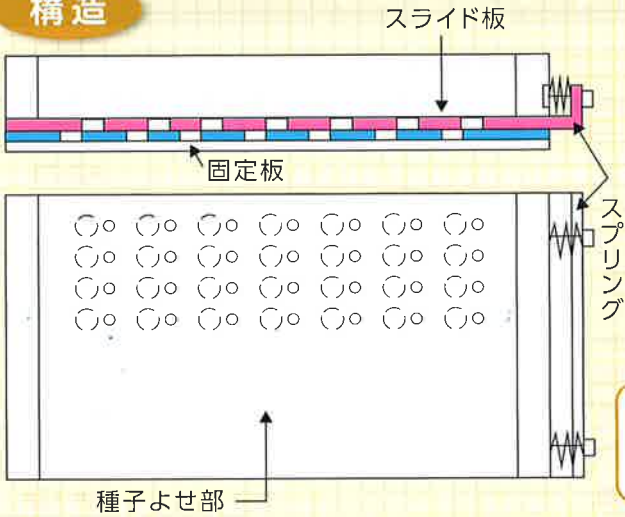 構造
スライド板
固定板
スプリング
種子よせ部